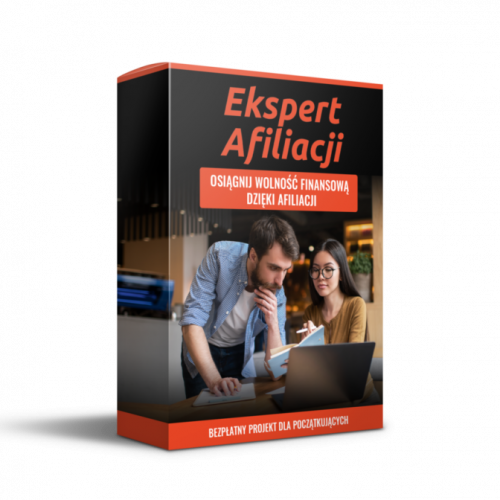 Ekspert
Afiliacji
OSIĄGNIJ WOLNOŚĆ FINANSOWĄ
DZIĘKI AFILIACJI
BEZPŁATNY PROJEKT DLA POCZĄTKUJĄCYCH